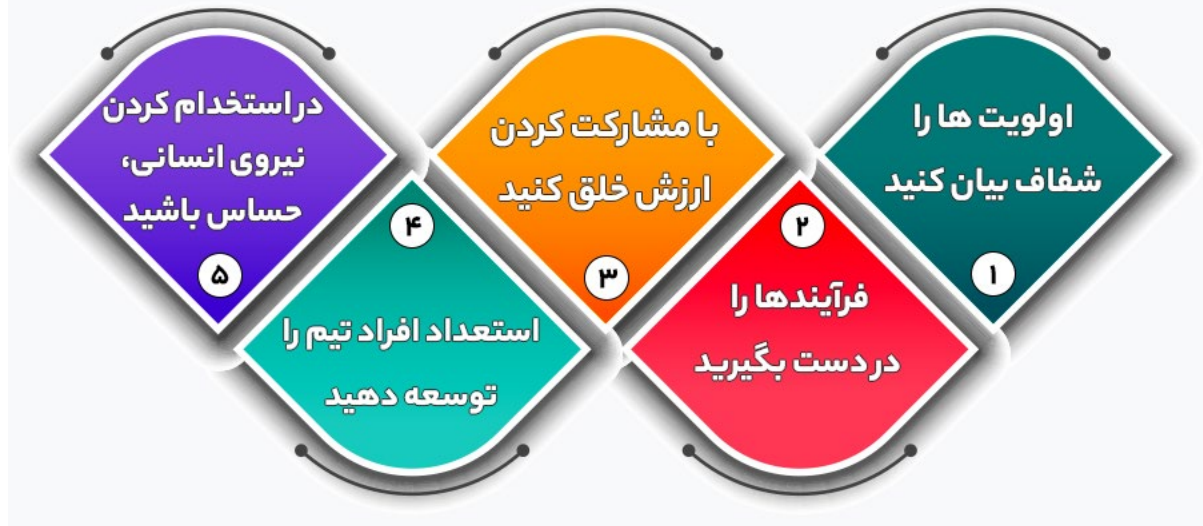 اولویت ها را
شفاف بیان کنید
۱
۲
فرآیندها را
در دست بگیرید
با مشارکت کردن
ارزش خلق کنید
۳
۴
استعداد افراد تیم را
توسعه دهید
در استخدام کردن
نیروی انسانی،
حساس باشید
۵